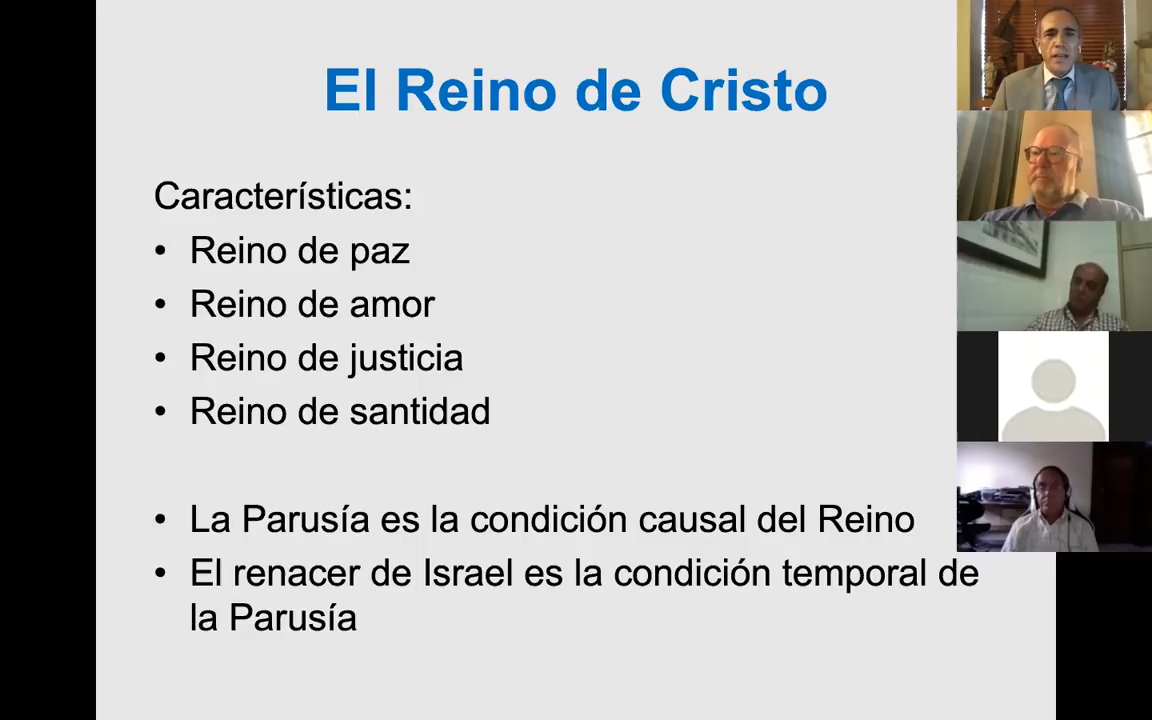 El Reino de Cristo
Características:
• Reino de paz
• Reino de amor
• Reino de justicia
• Reino de santidad
• La Parusía es la condición causal del Reino
• El renacer de Israel es la condición temporal de
la Parusía